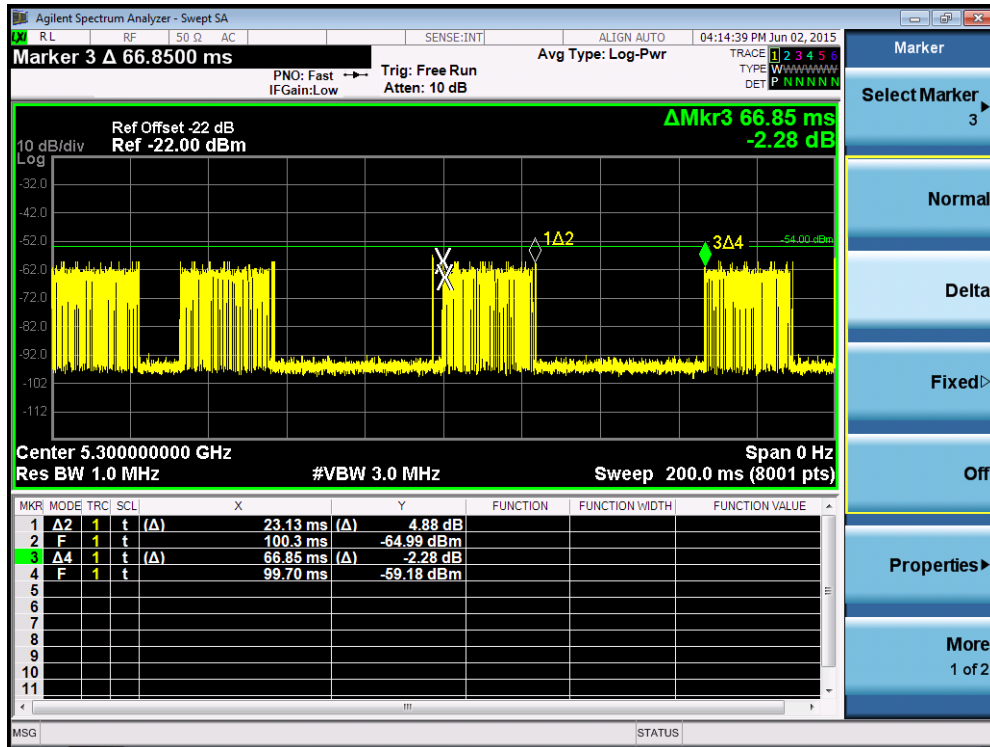 Agilent Spectrum Analyzer - Swept SA
LXI RL RF 50 Ω AC SENSE:INT ALIGN AUTO 04:14:39 PM Jun 02, 2015
Marker 3 Δ 66.8500 ms
PNO: Fast
IFGain:Low
Trig: Free Run
Atten: 10 dB
Avg Type: Log-Pwr
TRACE 1 2 3 4 5 6
TYPE WWWWWW
DET P N N N N N
ΔMkr3 66.85 ms
-2.28 dB
Ref Offset -22 dB
10 dB/div Ref -22.00 dBm
Log
-32.0
-42.0
-52.0
-62.0
-72.0
-82.0
-92.0
-102
-112
1Δ2
3Δ4
-54.00 dBm
Center 5.300000000 GHz Span 0 Hz
Res BW 1.0 MHz #VBW 3.0 MHz Sweep 200.0 ms (8001 pts)
MKR MODE TRC SCL X Y FUNCTION FUNCTION WIDTH FUNCTION VALUE
1 Δ2 1 t (Δ) 23.13 ms (Δ) 4.88 dB
2 F 1 t 100.3 ms -64.99 dBm
3 Δ4 1 t (Δ) 66.85 ms (Δ) -2.28 dB
4 F 1 t 99.70 ms -59.18 dBm
5
6
7
8
9
10
11
MSG STATUS
Marker
Select Marker
3
Normal
Delta
Fixed
Off
Properties
More
1 of 2